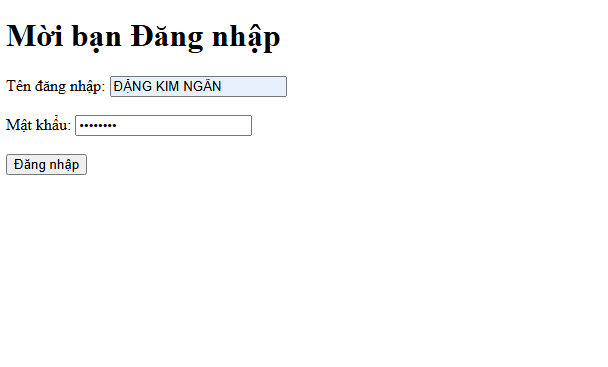 Mời bạn Đăng nhập
Tên đăng nhập: ĐẶNG KIM NGÂN
Mật khẩu: ••••••••
Đăng nhập